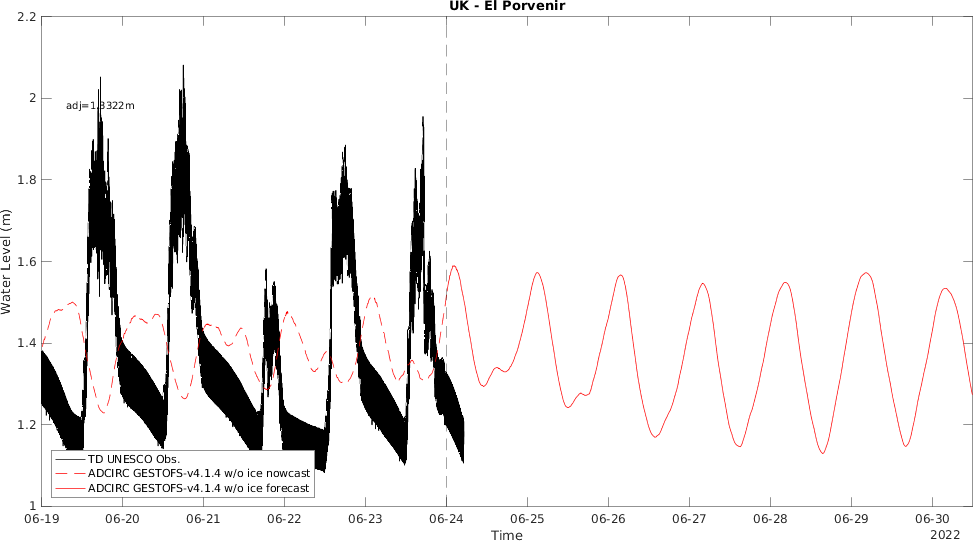 UK - El Porvenir
2.2
2
1.8
1.6
1.4
1.2
1
Water Level (m)
adj=1.3322m
TD UNESCO Obs.
ADCIRC GESTOFS-v4.1.4 w/o ice nowcast
ADCIRC GESTOFS-v4.1.4 w/o ice forecast
06-19 06-20 06-21 06-22 06-23 06-24 06-25 06-26 06-27 06-28 06-29 06-30
Time
2022